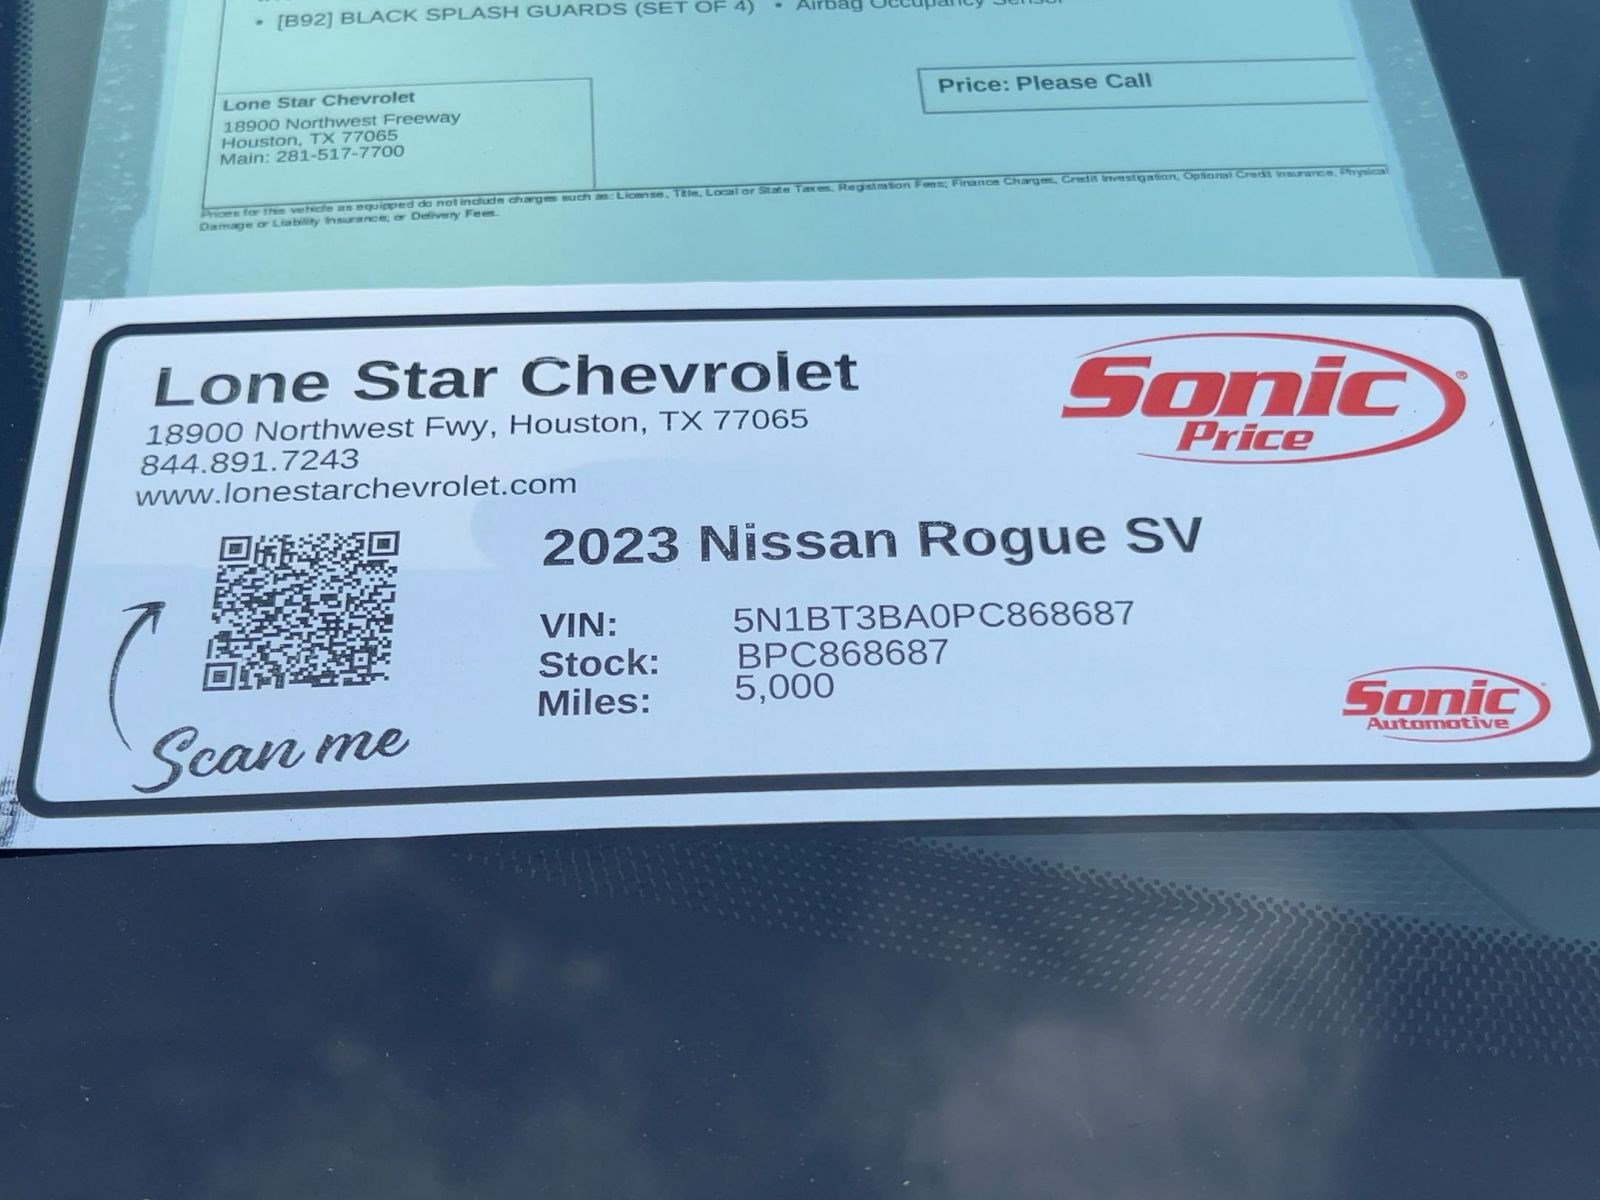 • [B92] BLACK SPLASH GUARDS (SET OF 4) • Airbag Occupancy Sensor
Lone Star Chevrolet
18900 Northwest Freeway
Houston, TX 77065
Main: 281-517-7700
Price: Please Call
Prices for this vehicle as equipped do not include charges such as: License, Title, Local or State Taxes, Registration Fees, Finance Charges, Credit Investigation, Optional Credit Insurance, Physical
Damage or Liability Insurance, or Delivery Fees.
Lone Star Chevrolet
18900 Northwest Fwy, Houston, TX 77065
844.891.7243
www.lonestarchevrolet.com
Sonic®
Price
2023 Nissan Rogue SV
VIN: 5N1BT3BA0PC868687
Stock: BPC868687
Miles: 5,000
Scan me
Sonic
Automotive